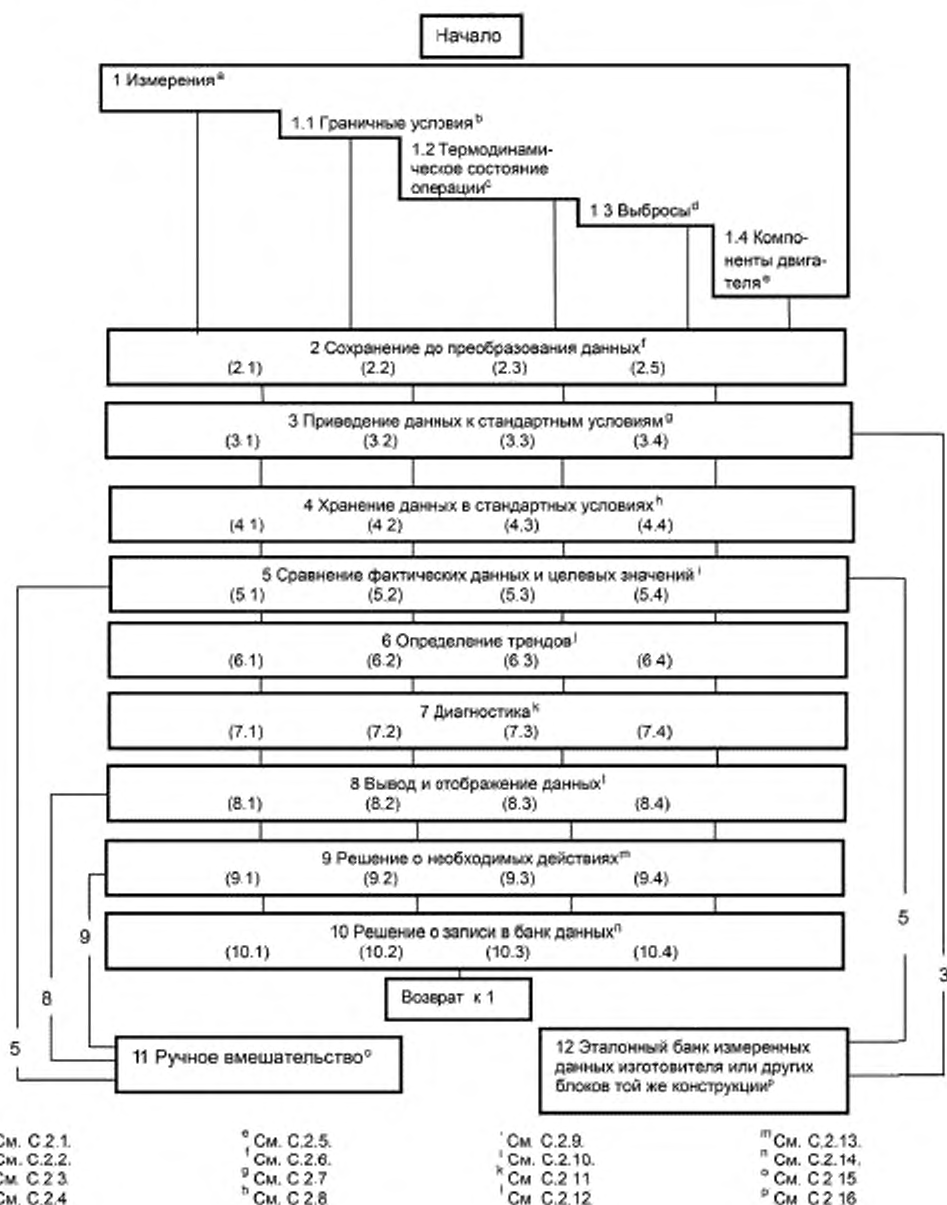 Начало
1 Измерения a
1.1 Граничные условия b
1.2 Термодинами-
ческое состояние
операции c
1 3 Выбросы d
1.4 Компо-
ненты двига-
теля e
2 Сохранение до преобразования данных f
(2.1) (2.2) (2.3) (2.5)
3 Приведение данных к стандартным условиям g
(3.1) (3.2) (3.3) (3.4)
4 Хранение данных в стандартных условиях h
(4 1) (4 2) (4.3) (4.4)
5 Сравнение фактических данных и целевых значений i
(5.1) (5.2) (5.3) (5.4)
6 Определение трендов j
(6.1) (6.2) (6 3) (6 4)
7 Диагностика k
(7.1) (7.2) (7.3) (7.4)
8 Вывод и отображение данных l
(8.1) (8.2) (8.3) (8.4)
9 Решение о необходимых действиях m
(9.1) (9.2) (9.3) (9.4)
10 Решение о записи в банк данных n
(10.1) (10.2) (10.3) (10.4)
9
5
3
8
5
Возврат к 1
11 Ручное вмешательство o
12 Эталонный банк измеренных
данных изготовителя или других
блоков той же конструкции p
См. С.2.1. e См. С.2.5. i См. С.2.9. m См. С.2.13.
См. С.2.2. f См. С.2.6. j См. С.2.10. n См. С.2.14.
См. С.2 3. g См. С.2.7 k См С.2 11 o См. С 2 15
См. С.2.4 h См. С.2.8 l См С.2.12 p См С 2 16